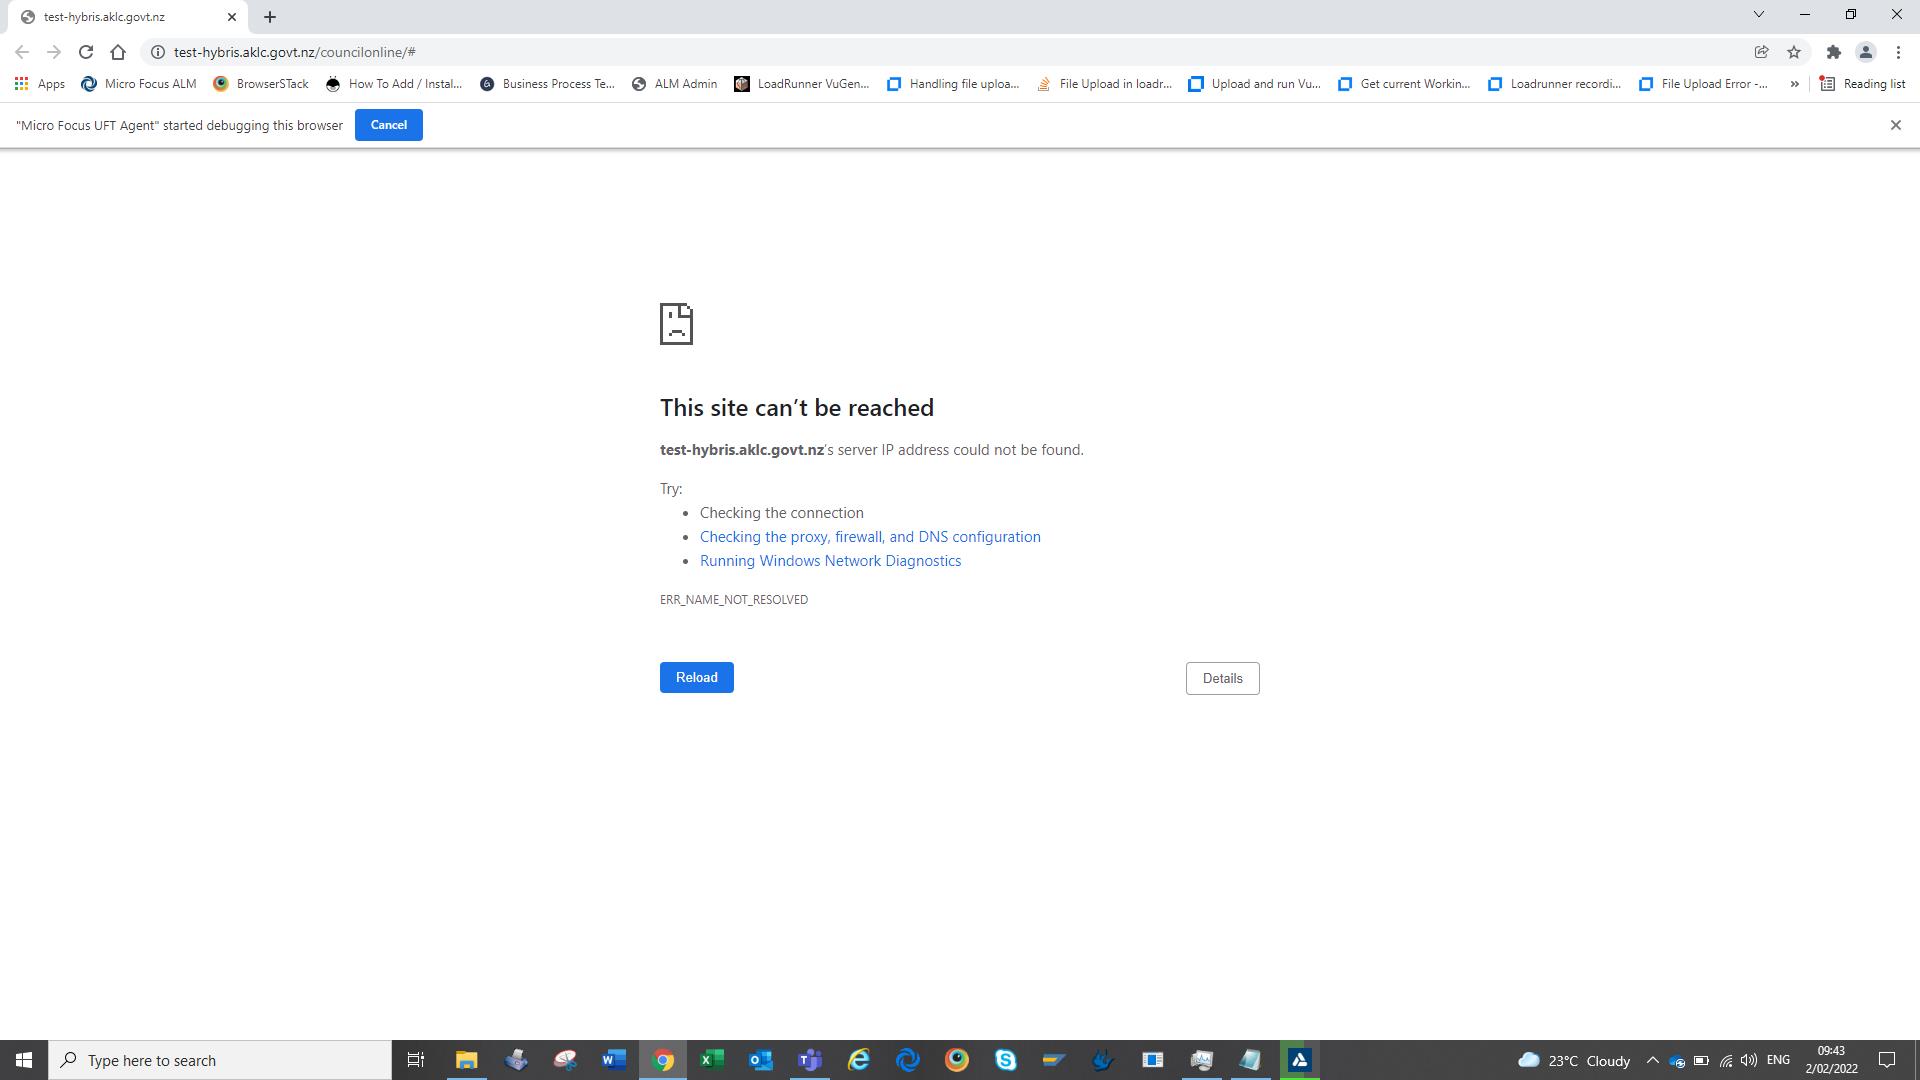 test-hybris.aklc.govt.nz
test-hybris.aklc.govt.nz/councilonline/#
Apps Micro Focus ALM BrowserSTack How To Add / Instal... Business Process Te... ALM Admin LoadRunner VuGen... Handling file uploa... File Upload in loadr... Upload and run Vu... Get current Workin... Loadrunner recordi... File Upload Error -... » Reading list
"Micro Focus UFT Agent" started debugging this browser Cancel
This site can’t be reached
test-hybris.aklc.govt.nz’s server IP address could not be found.
Try:
• Checking the connection
• Checking the proxy, firewall, and DNS configuration
• Running Windows Network Diagnostics
ERR_NAME_NOT_RESOLVED
Reload Details
Type here to search 23°C Cloudy ENG 09:43
2/02/2022